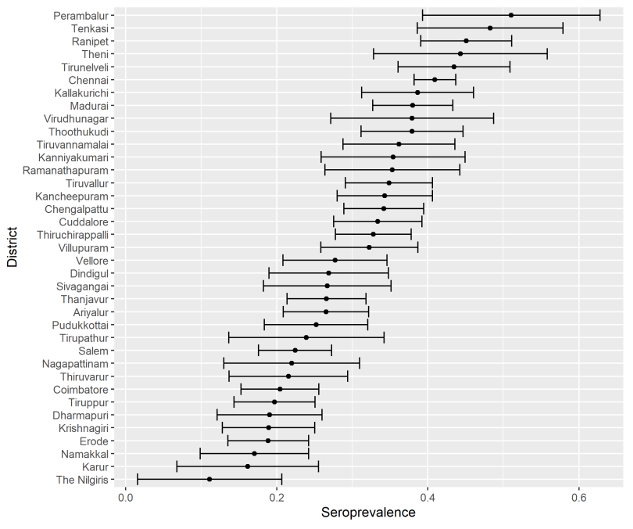 Perambalur
Tenkasi
Ranipet
Theni
Tirunelveli
Chennai
Kallakurichi
Madurai
Virudhunagar
Thoothukudi
Tiruvannamalai
Kanniyakumari
Ramanathapuram
Tiruvallur
Kancheepuram
Chengalpattu
Cuddalore
Thiruchirappalli
Villupuram
Vellore
Dindigul
Sivagangai
Thanjavur
Ariyalur
Pudukkottai
Tirupathur
Salem
Nagapattinam
Thiruvarur
Coimbatore
Tiruppur
Dharmapuri
Krishnagiri
Erode
Namakkal
Karur
The Nilgiris
District
0.0 0.2 0.4 0.6
Seroprevalence